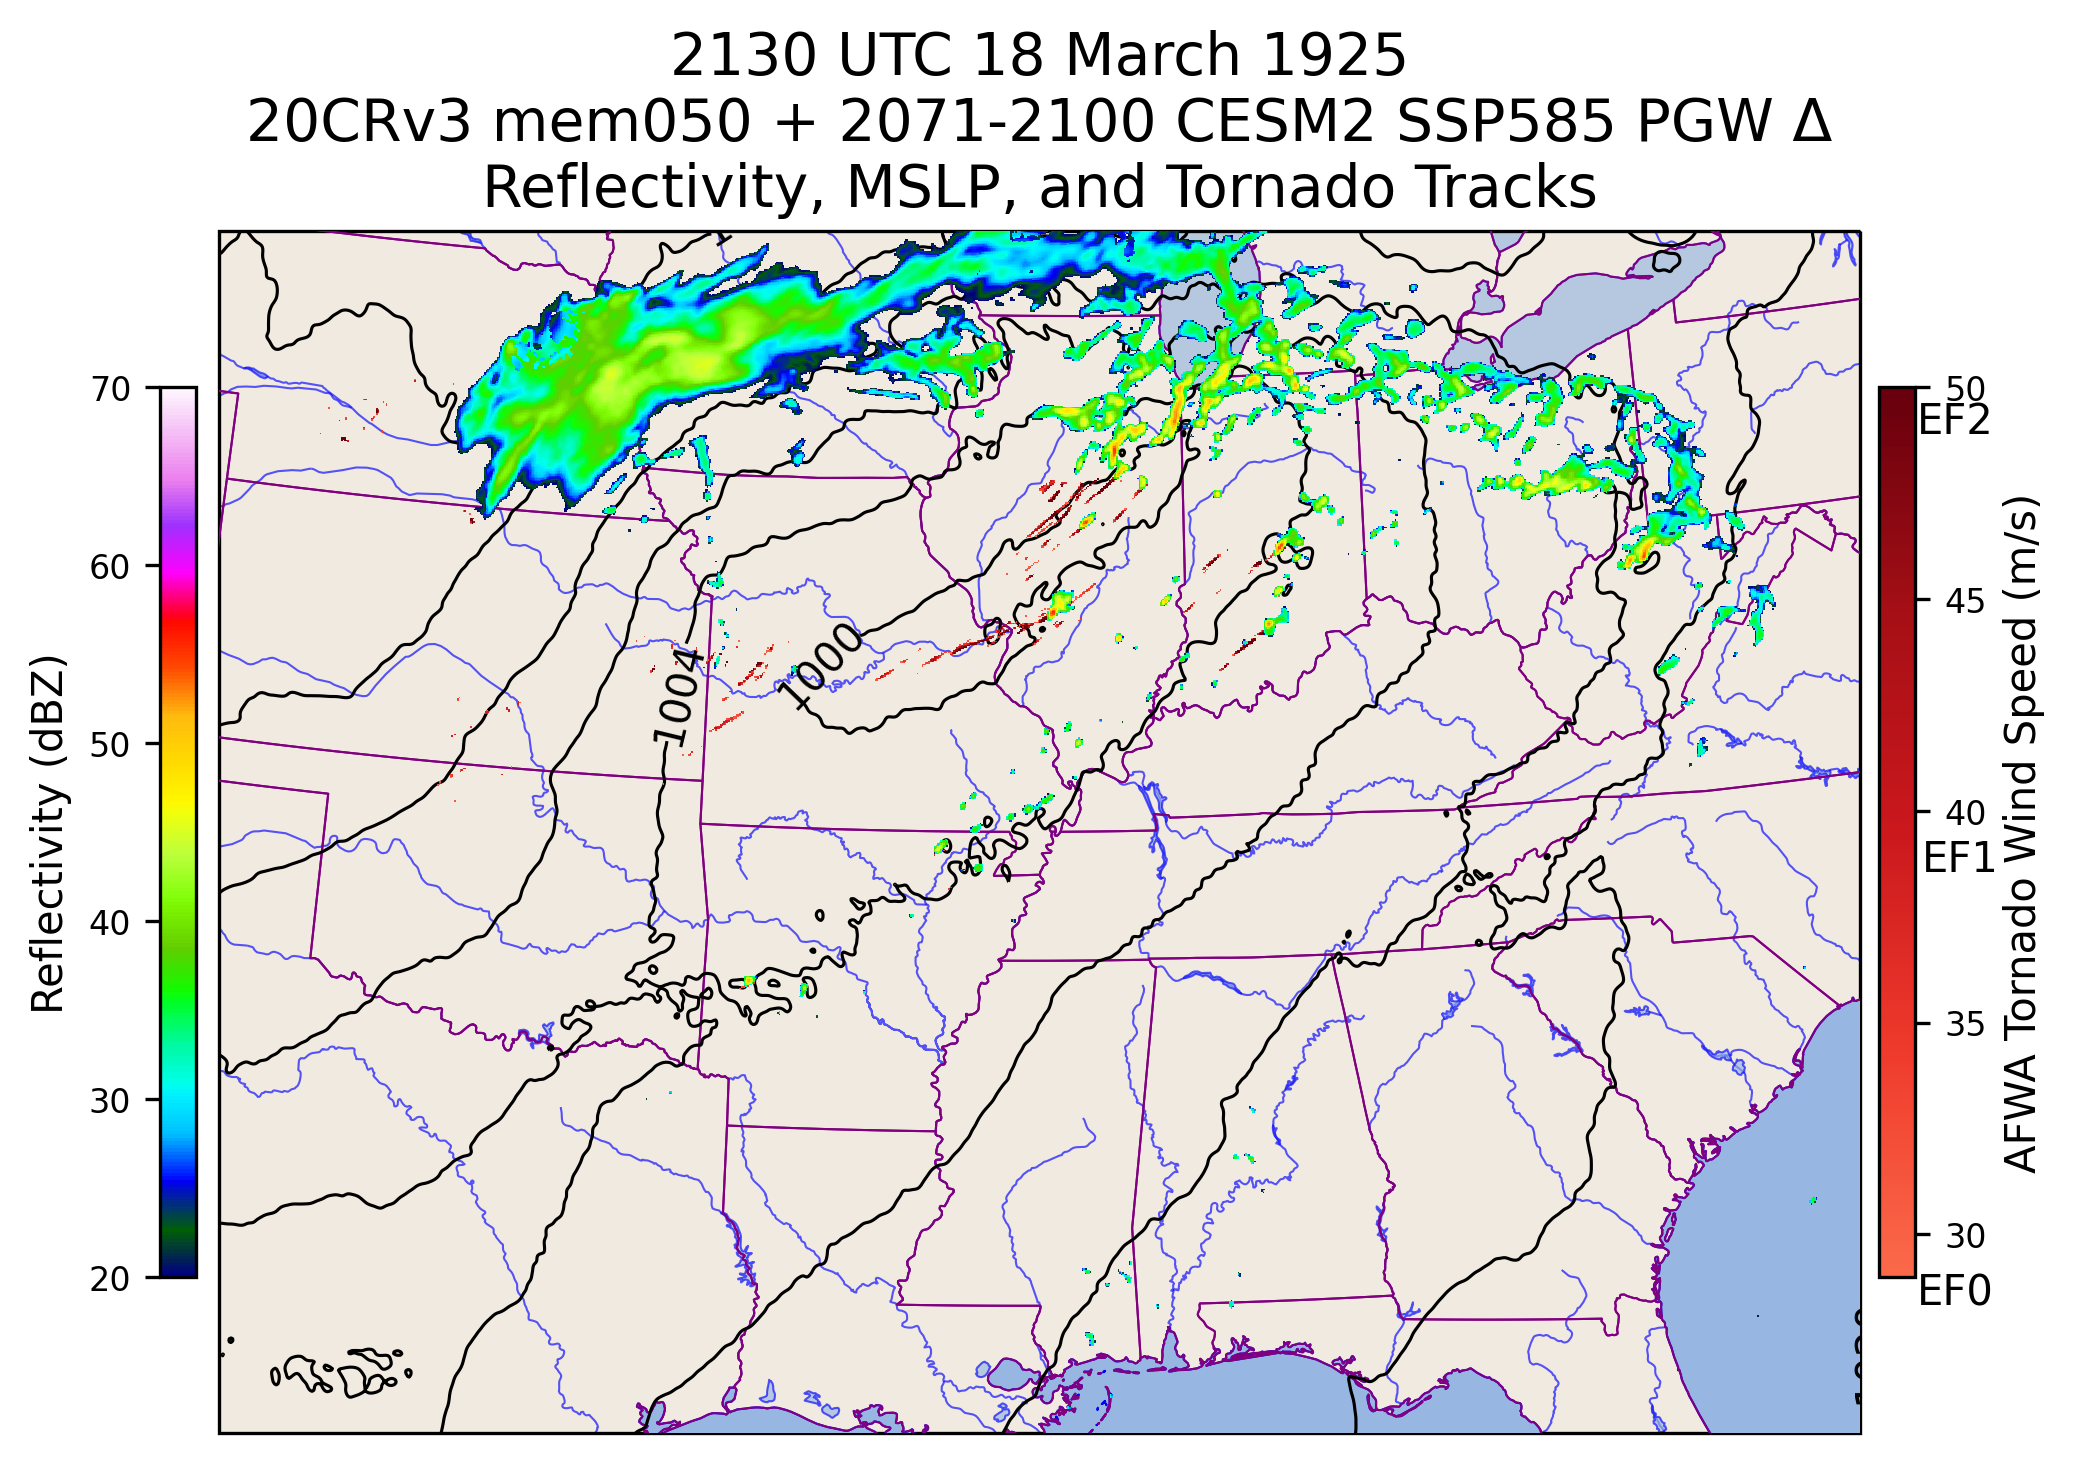 2130 UTC 18 March 1925
20CRv3 mem050 + 2071-2100 CESM2 SSP585 PGW Δ
Reflectivity, MSLP, and Tornado Tracks
70
60
50
40
30
20
Reflectivity (dBZ)
1004
1000
50
EF2
45
40
EF1
35
30
EF0
AFWA Tornado Wind Speed (m/s)